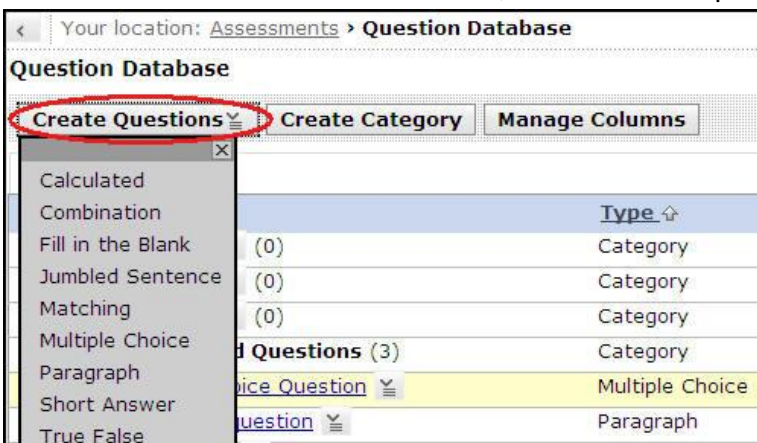 Your location: Assessments › Question Database
Question Database
Create Questions Create Category Manage Columns
Calculated
Combination Type
Fill in the Blank (0) Category
Jumbled Sentence (0) Category
Matching (0) Category
Multiple Choice
Questions (3) Category
Paragraph
Question Multiple Choice
Short Answer
Paragraph
True False